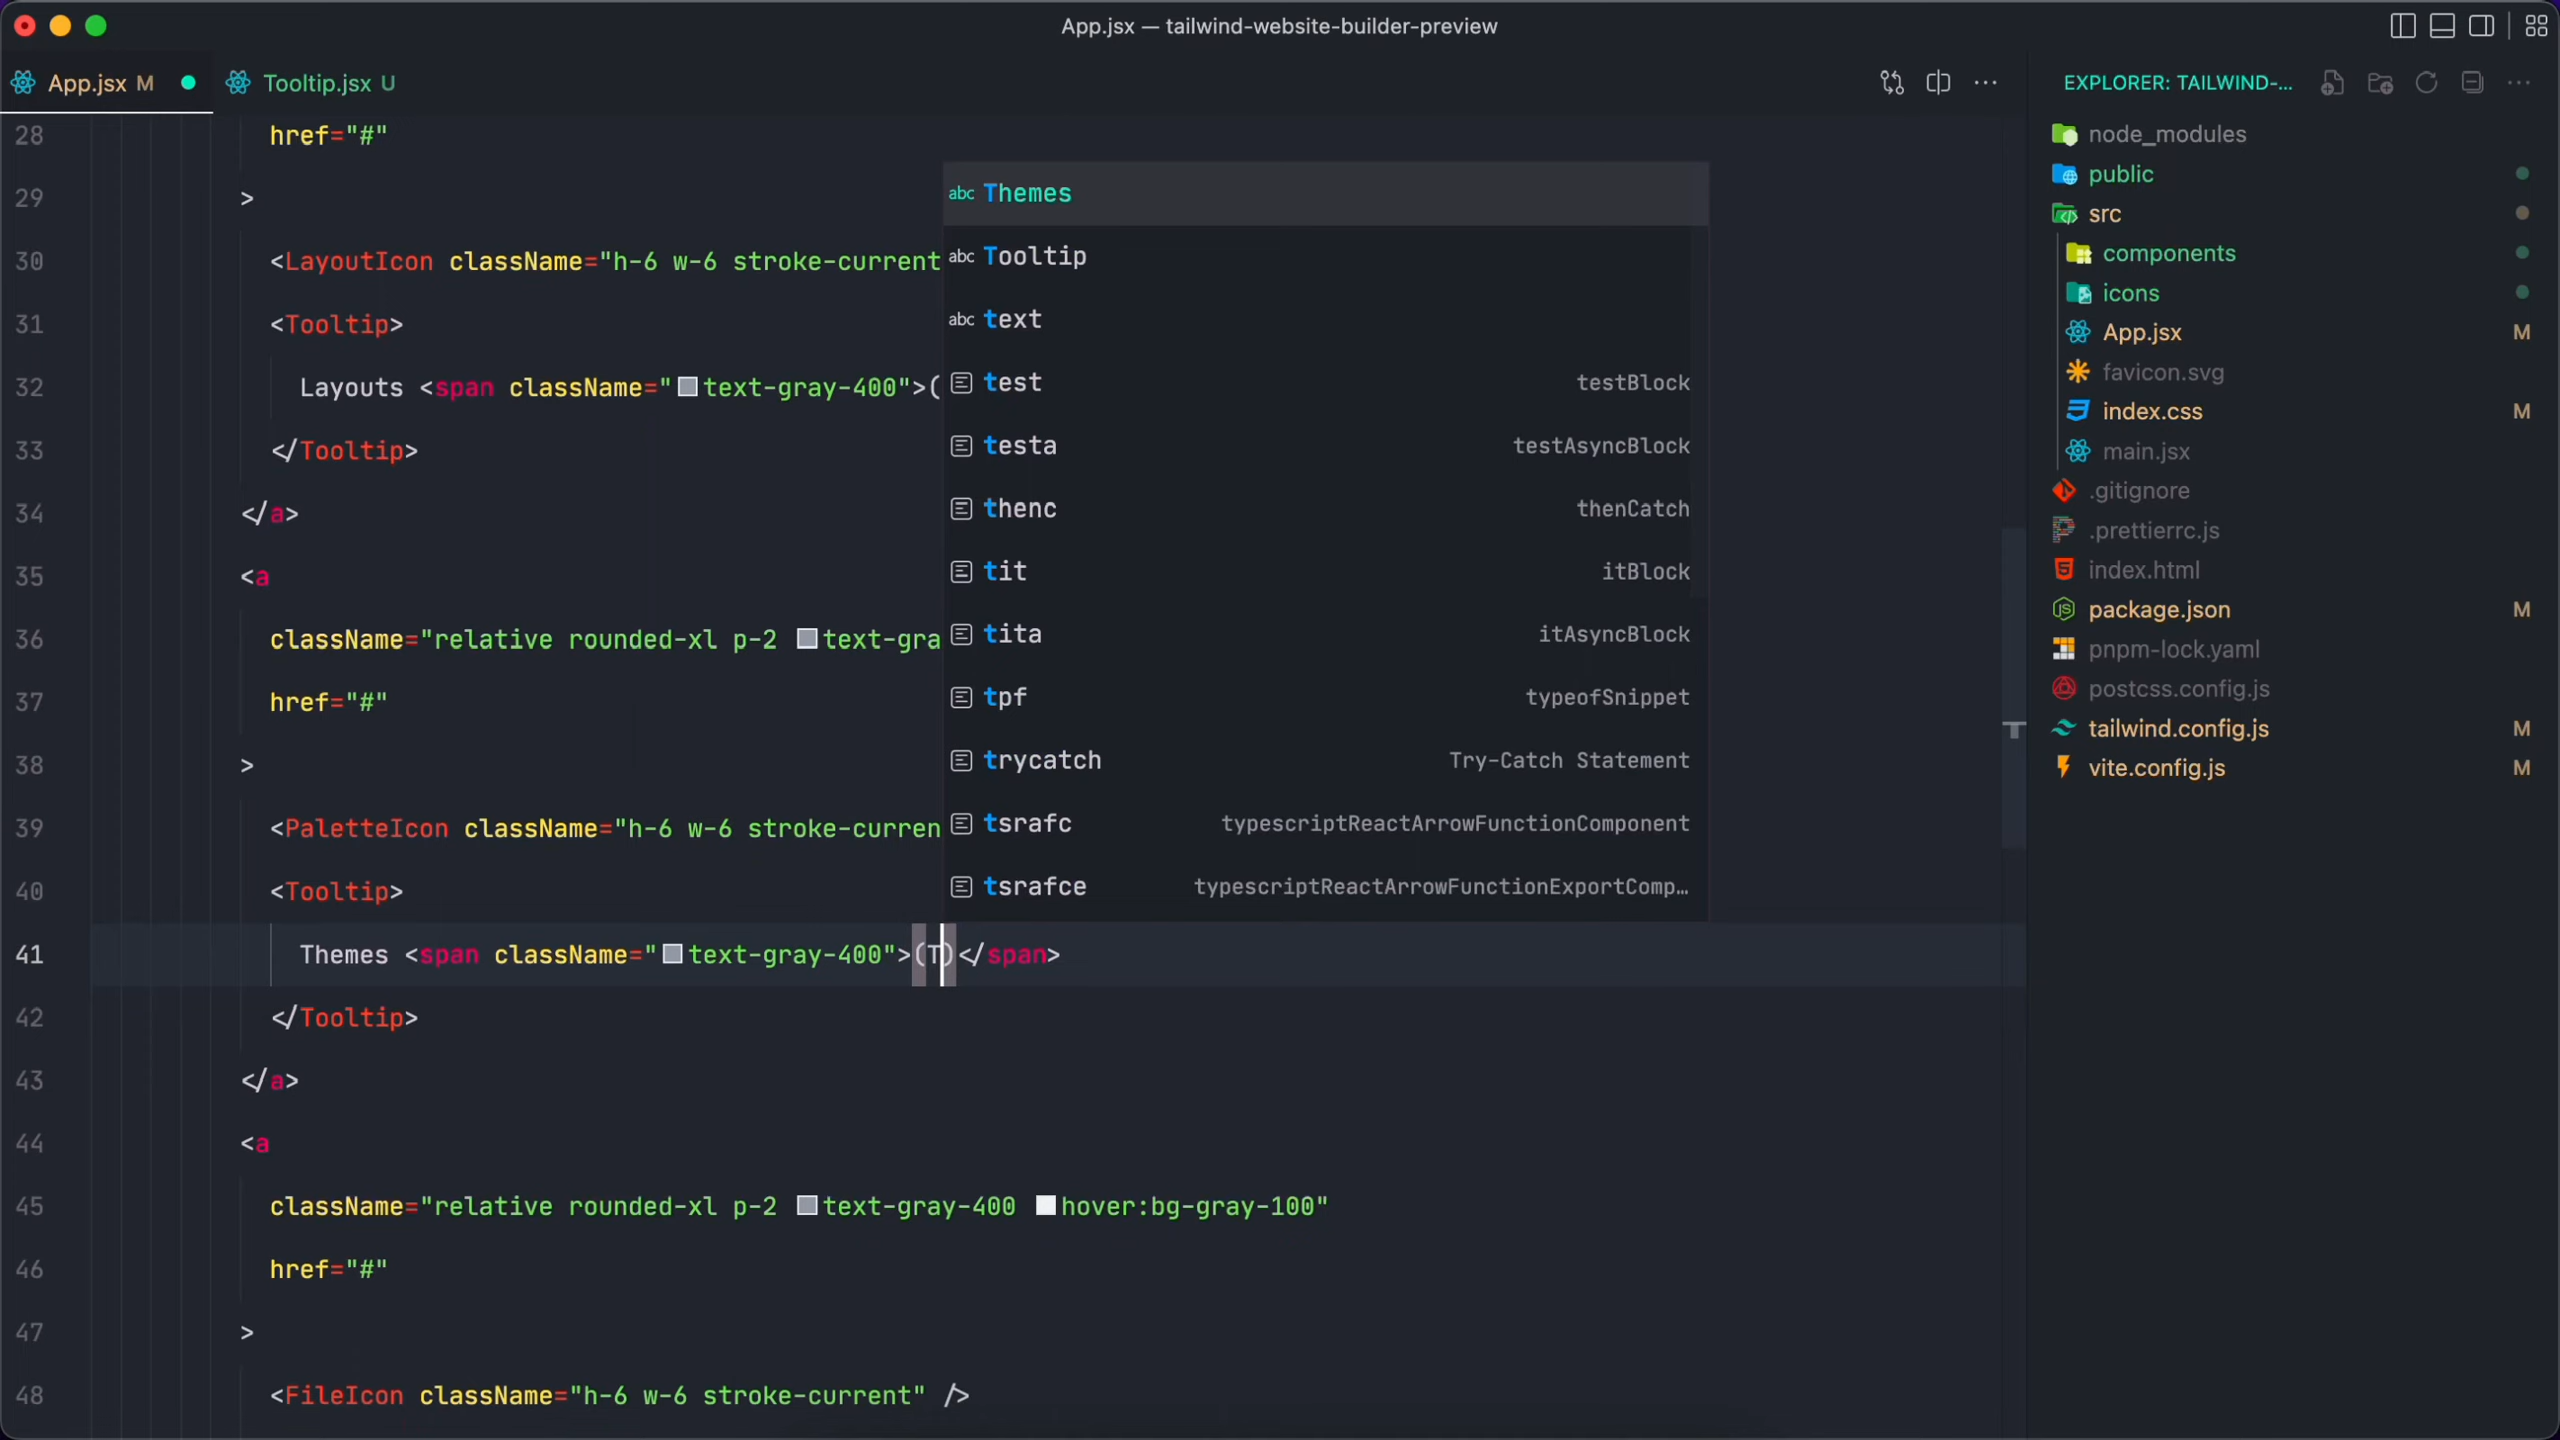 App.jsx — tailwind-website-builder-preview
App.jsx M
Tooltip.jsx U
EXPLORER: TAILWIND-...
28 href="#"
29 >
30 <LayoutIcon className="h-6 w-6 stroke-current
31 <Tooltip>
32 Layouts <span className="text-gray-400">(
33 </Tooltip>
34 </a>
35 <a
36 className="relative rounded-xl p-2 text-gra
37 href="#"
38 >
39 <PaletteIcon className="h-6 w-6 stroke-curren
40 <Tooltip>
41 Themes <span className="text-gray-400">(T)</span>
42 </Tooltip>
43 </a>
44 <a
45 className="relative rounded-xl p-2 text-gray-400 hover:bg-gray-100"
46 href="#"
47 >
48 <FileIcon className="h-6 w-6 stroke-current" />
abc Themes
abc Tooltip
abc text
test testBlock
testa testAsyncBlock
thenc thenCatch
tit itBlock
tita itAsyncBlock
tpf typeofSnippet
trycatch Try-Catch Statement
tsrafc typescriptReactArrowFunctionComponent
tsrafce typescriptReactArrowFunctionExportComp…
node_modules
public
src
components
icons
App.jsx M
favicon.svg
index.css M
main.jsx
.gitignore
.prettierrc.js
index.html
package.json M
pnpm-lock.yaml
postcss.config.js
tailwind.config.js M
vite.config.js M